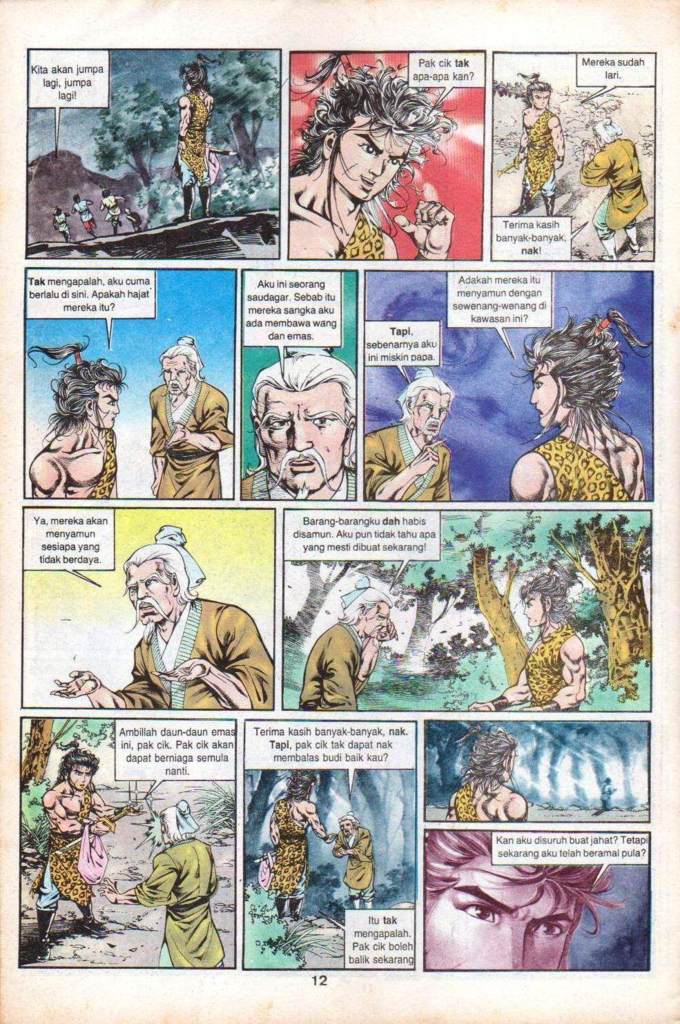 Kita akan jumpa
lagi, jumpa
lagi!
Pak cik tak
apa-apa kan?
Mereka sudah
lari.
Terima kasih
banyak-banyak,
nak!
Tak mengapalah, aku cuma
berlalu di sini. Apakah hajat
mereka itu?
Aku ini seorang
saudagar. Sebab itu
mereka sangka aku
ada membawa wang
dan emas.
Tapi,
sebenarnya aku
ini miskin papa.
Adakah mereka itu
menyamun dengan
sewenang-wenang di
kawasan ini?
Ya, mereka akan
menyamun
sesiapa yang
tidak berdaya.
Barang-barangku dah habis
disamun. Aku pun tidak tahu apa
yang mesti dibuat sekarang!
Ambillah daun-daun emas
ini, pak cik. Pak cik akan
dapat berniaga semula
nanti.
Terima kasih banyak-banyak, nak.
Tapi, pak cik tak dapat nak
membalas budi baik kau?
Itu tak
mengapalah.
Pak cik boleh
balik sekarang
Kan aku disuruh buat jahat? Tetapi
sekarang aku telah beramal pula?
12